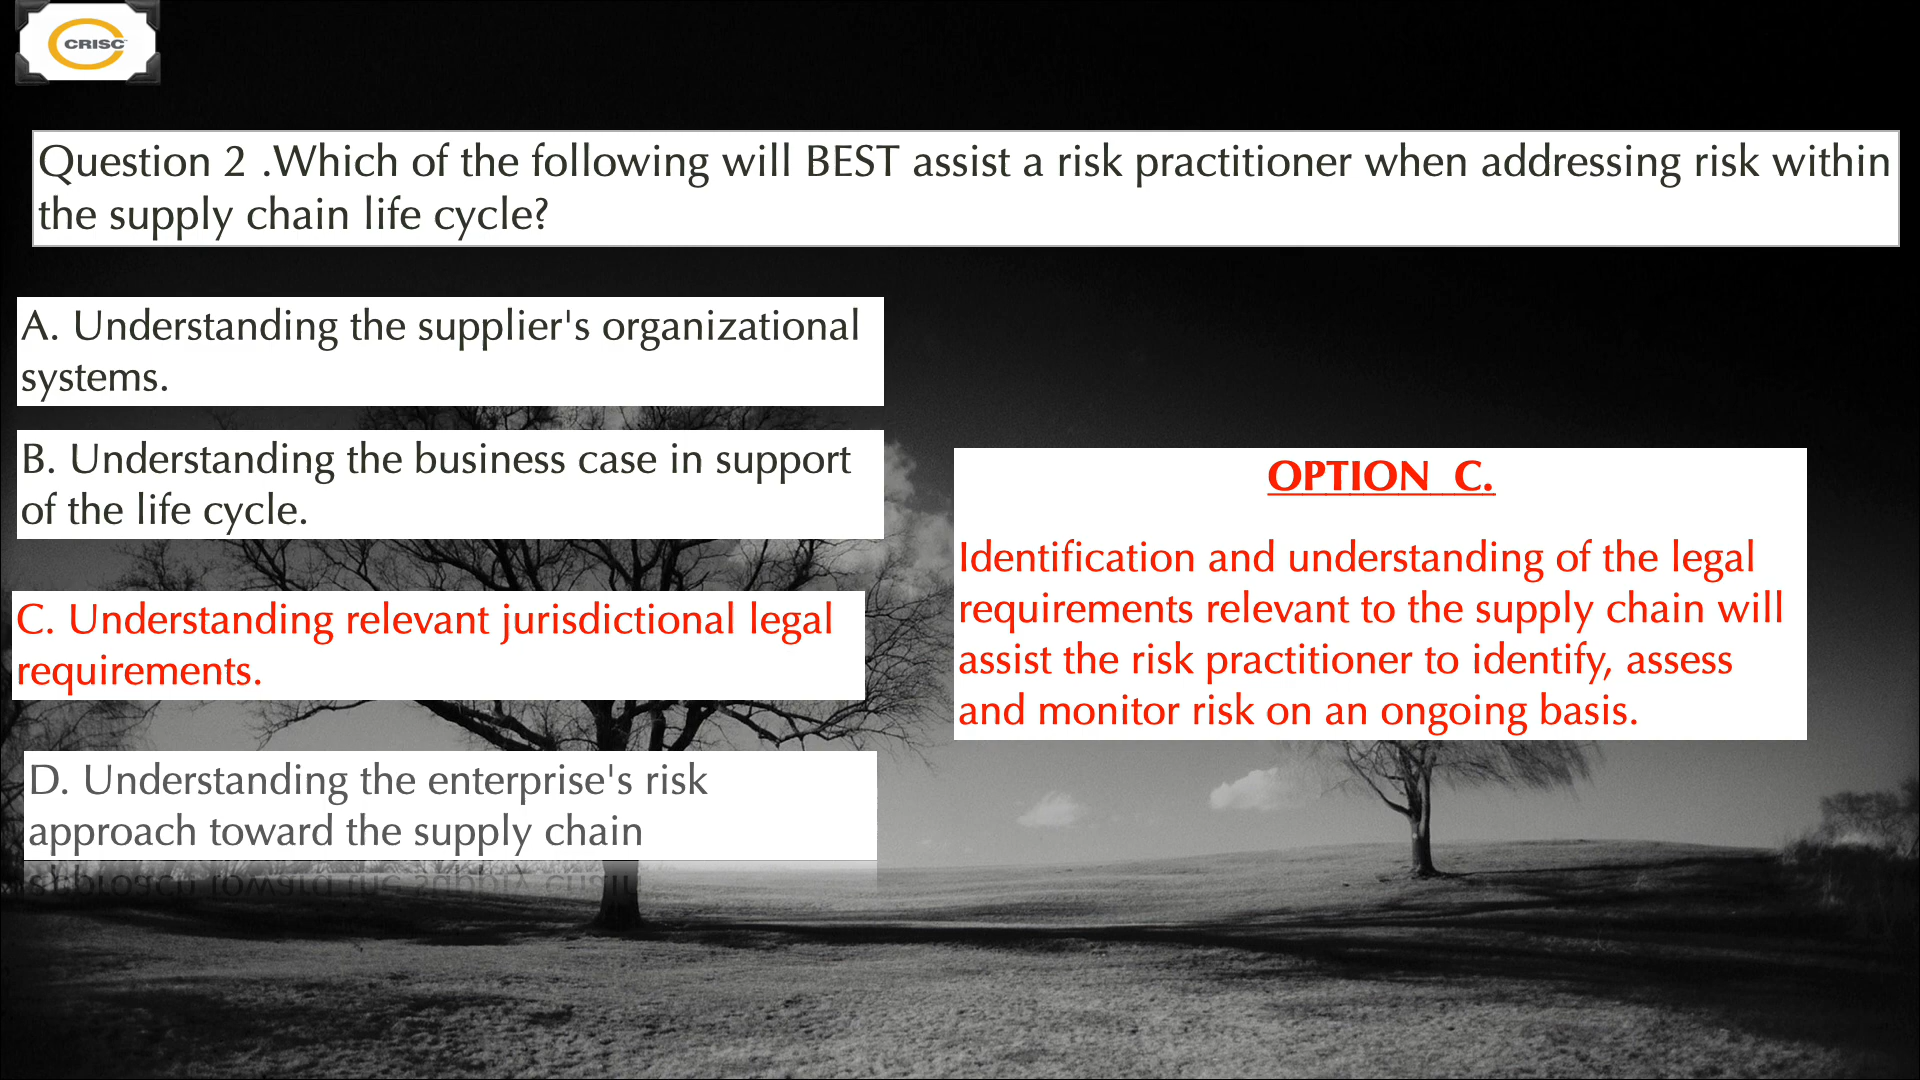 CRISC
Question 2 .Which of the following will BEST assist a risk practitioner when addressing risk within
the supply chain life cycle?
A. Understanding the supplier's organizational
systems.
B. Understanding the business case in support
of the life cycle.
C. Understanding relevant jurisdictional legal
requirements.
D. Understanding the enterprise's risk
approach toward the supply chain
OPTION C.
Identification and understanding of the legal
requirements relevant to the supply chain will
assist the risk practitioner to identify, assess
and monitor risk on an ongoing basis.